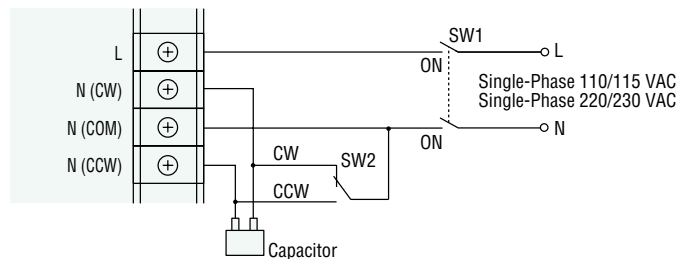 SW1
L
L
ON
N (CW)
Single-Phase 110/115 VAC
Single-Phase 220/230 VAC
N (COM)
N
ON
CW
SW2
N (CCW)
CCW
Capacitor